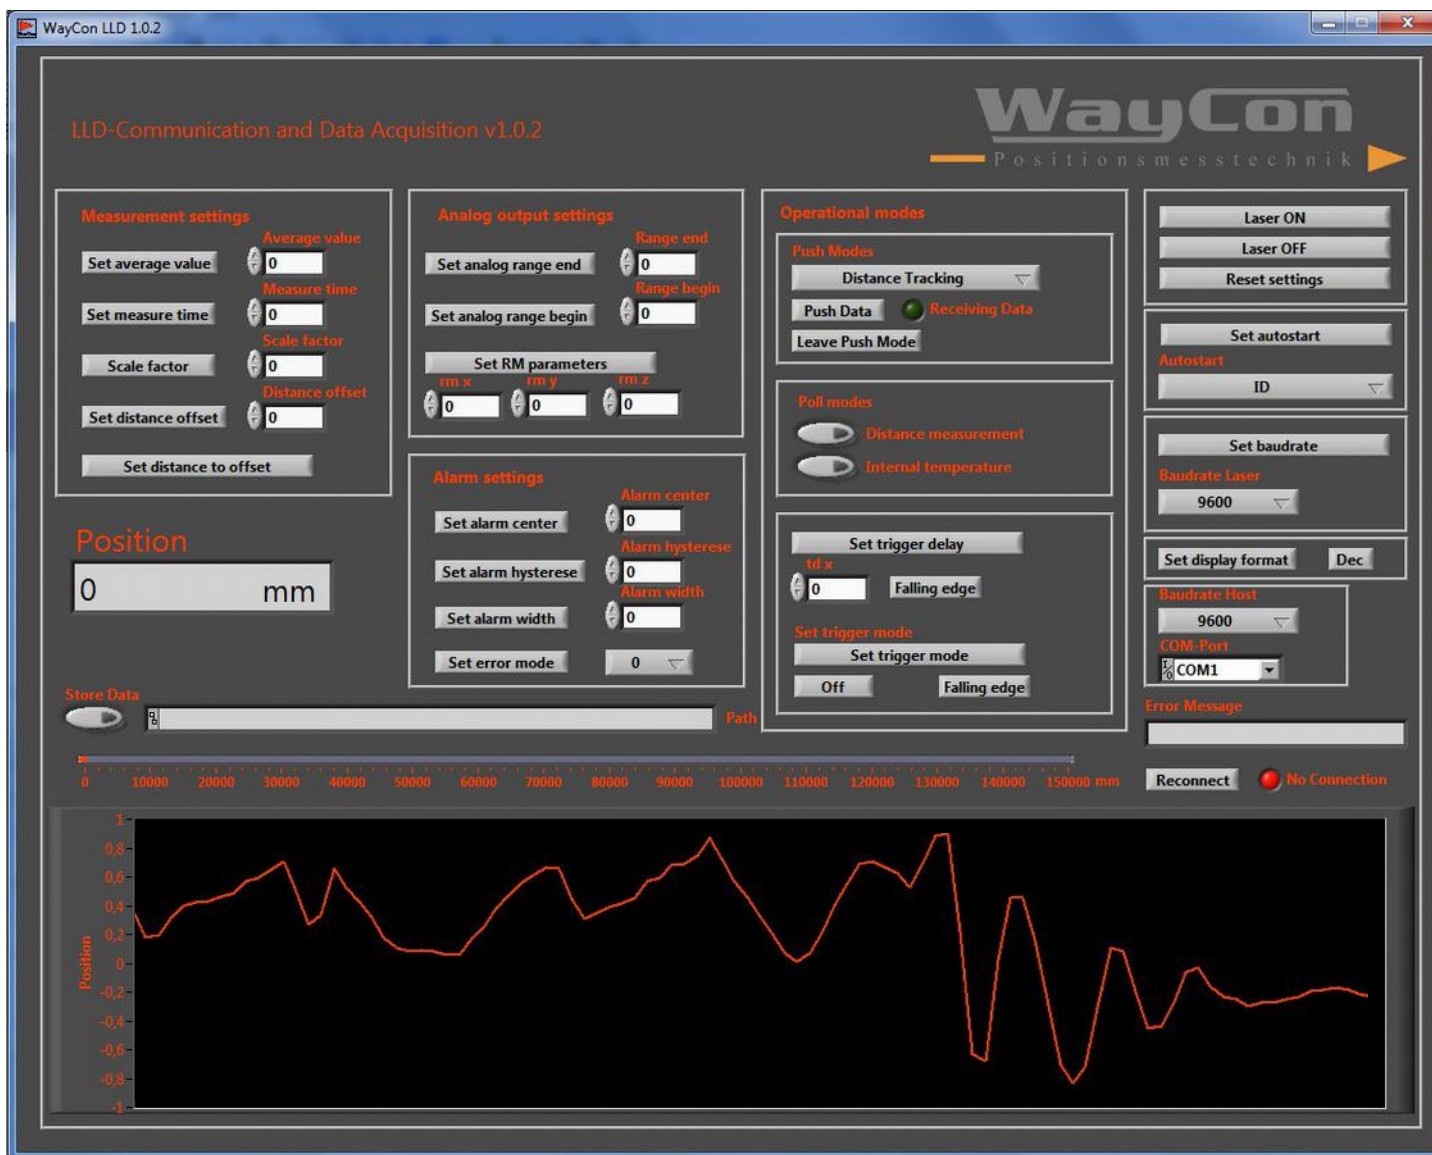 WayCon LLD 1.0.2
LLD-Communication and Data Acquisition v1.0.2
WayCon
Positionsmesstechnik
Measurement settings
Average value
Set average value
0
Measure time
Set measure time
0
Scale factor
Scale factor
0
Distance offset
Set distance offset
0
Set distance to offset
Analog output settings
Range end
Set analog range end
0
Range begin
Set analog range begin
0
Set RM parameters
rm x rm y rm z
0 0 0
Alarm settings
Alarm center
Set alarm center
0
Alarm hysterese
Set alarm hysterese
0
Alarm width
Set alarm width
0
Set error mode
0
Operational modes
Push Modes
Distance Tracking
Push Data Receiving Data
Leave Push Mode
Poll modes
Distance measurement
Internal temperature
Set trigger delay
td x
0 Falling edge
Set trigger mode
Set trigger mode
Off Falling edge
Laser ON
Laser OFF
Reset settings
Set autostart
Autostart
ID
Set baudrate
Baudrate Laser
9600
Set display format Dec
Baudrate Host
9600
COM-Port
COM1
Error Message
Reconnect No Connection
Position
0 mm
Store Data
Path
0 10000 20000 30000 40000 50000 60000 70000 80000 90000 100000 110000 120000 130000 140000 150000 mm
Position
1
0,8
0,6
0,4
0,2
0
-0,2
-0,4
-0,6
-0,8
-1